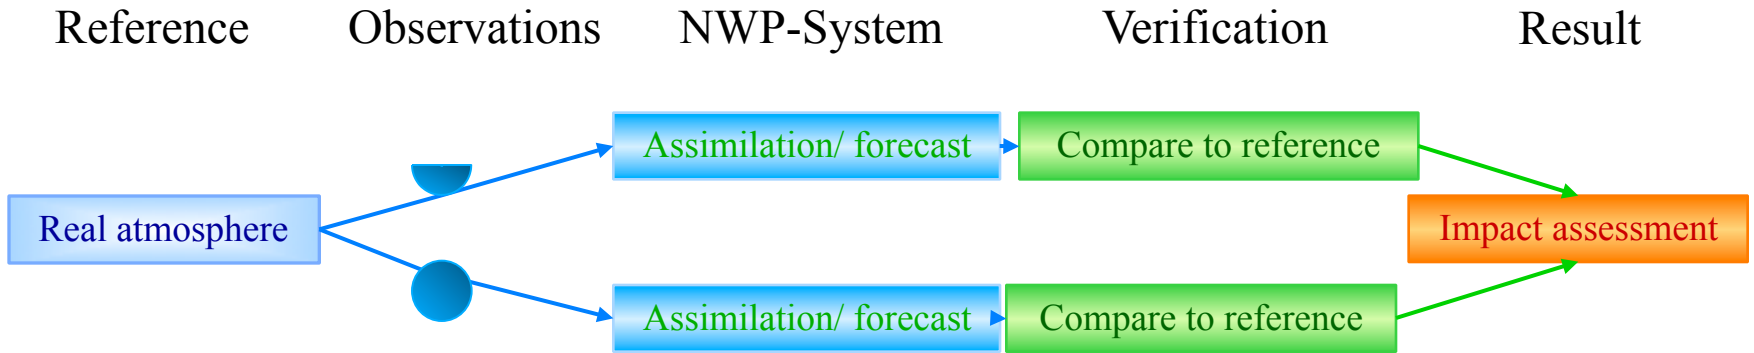 Reference Observations NWP-System Verification Result
Assimilation/ forecast Compare to reference
Real atmosphere Impact assessment
Assimilation/ forecast Compare to reference